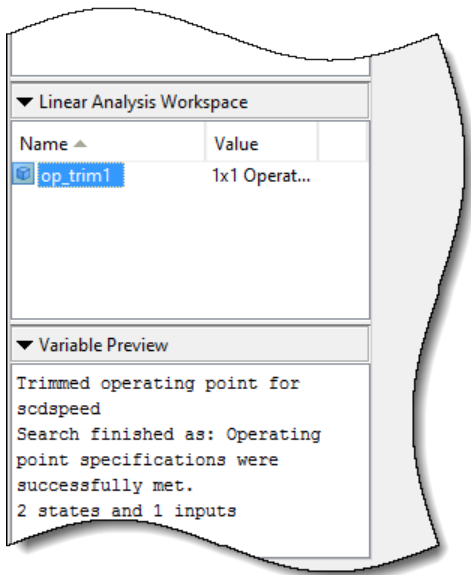 Linear Analysis Workspace
Name Value
op_trim1 1x1 Operat...
Variable Preview
Trimmed operating point for
scdspeed
Search finished as: Operating
point specifications were
successfully met.
2 states and 1 inputs